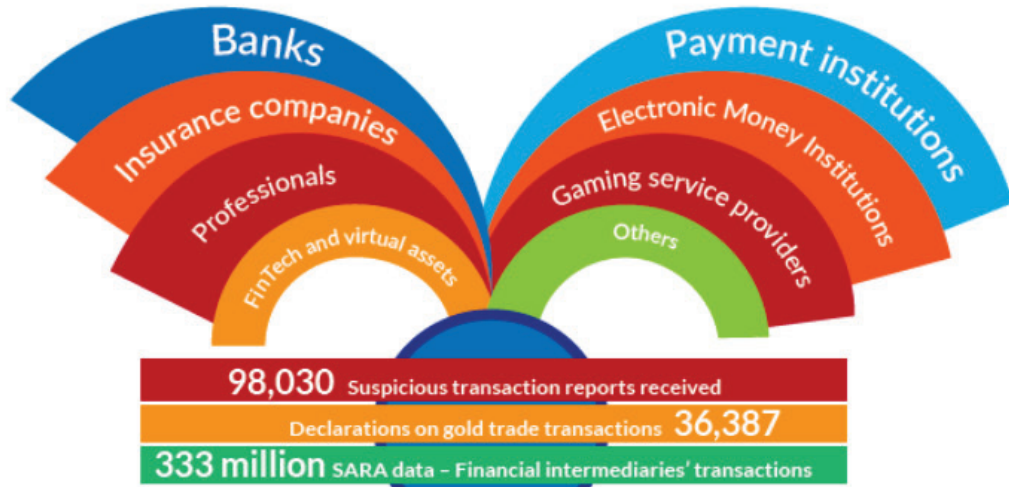 Banks
Insurance companies
Professionals
FinTech and virtual assets
Payment institutions
Electronic Money Institutions
Gaming service providers
Others
98,030 Suspicious transaction reports received
Declarations on gold trade transactions 36,387
333 million SARA data – Financial intermediaries' transactions